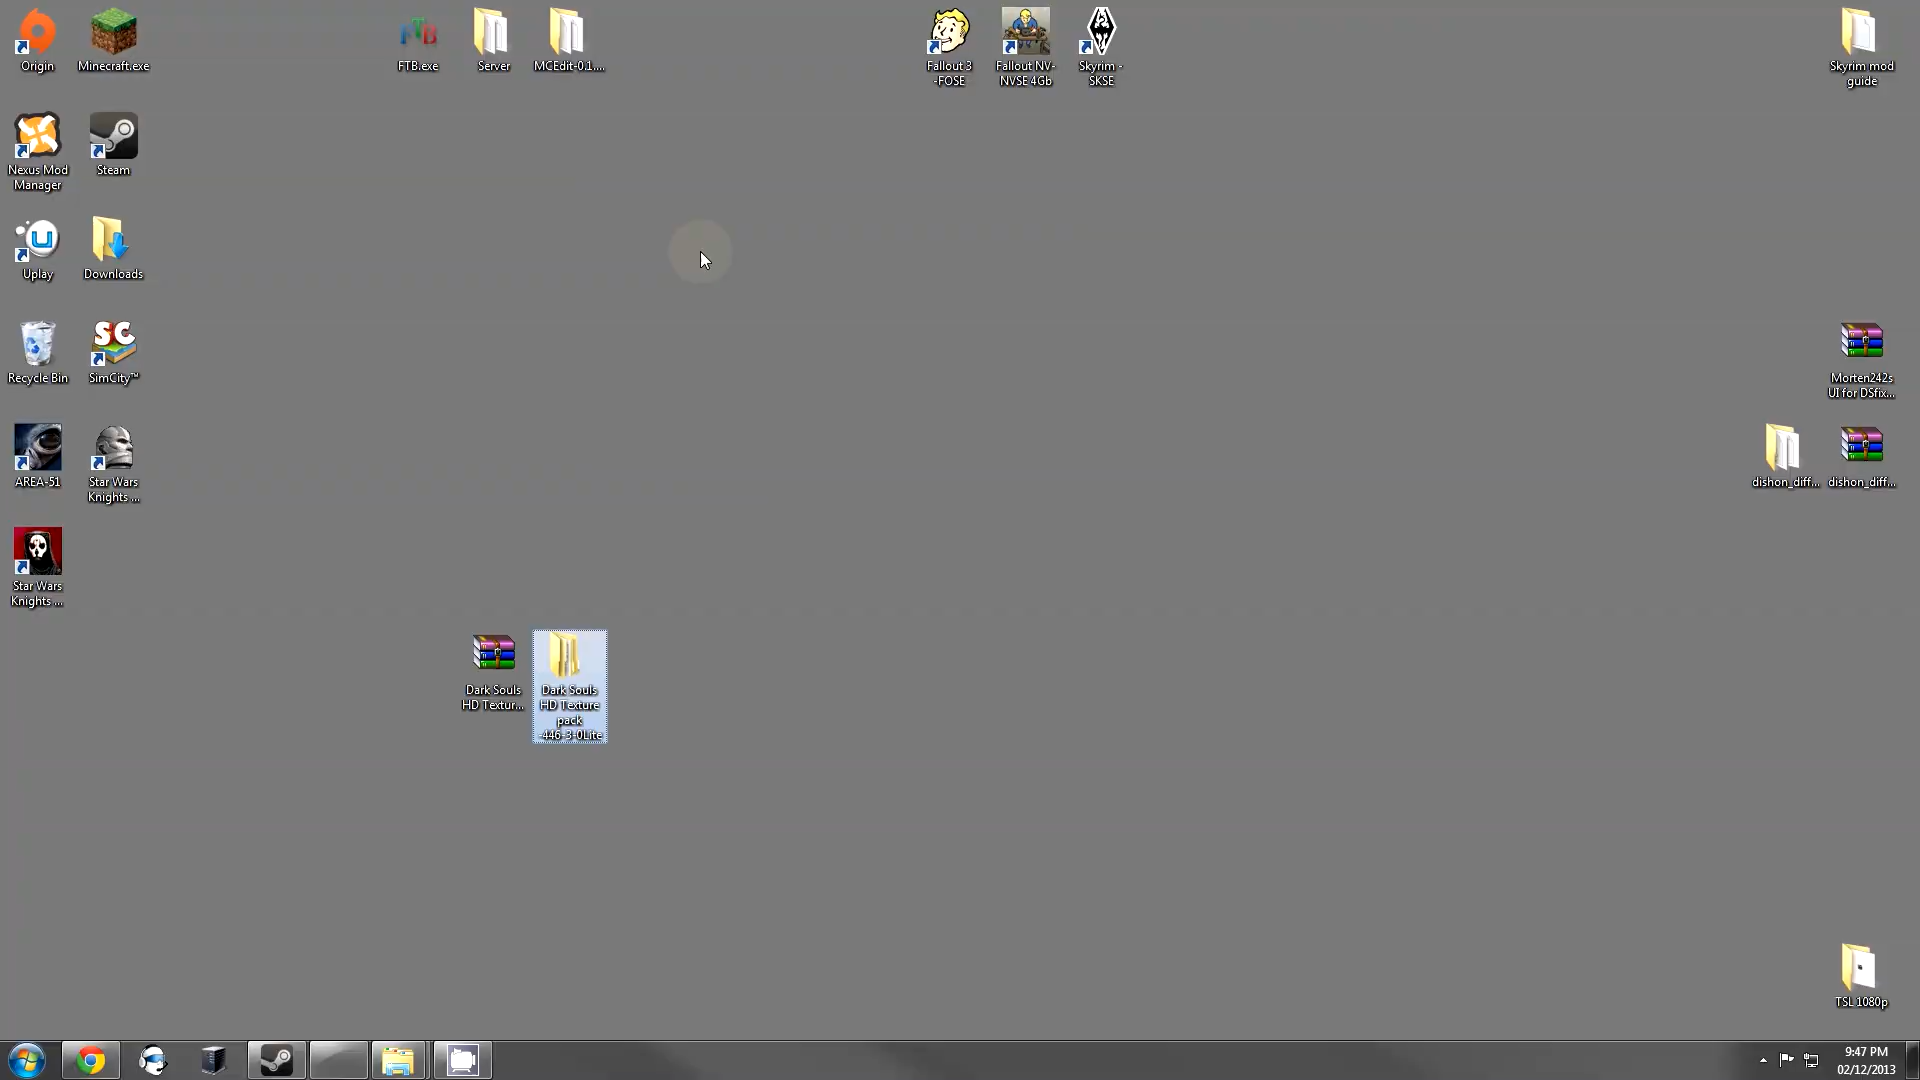 Origin
Minecraft.exe
FTB.exe
Server
MCEdit-0.1....
Fallout 3
-FOSE
Fallout NV-
NVSE 4Gb
Skyrim -
SKSE
Skyrim mod
guide
Nexus Mod
Manager
Steam
Uplay
Downloads
Recycle Bin
SC
SimCity™
Morten242s
UI for DSfix...
AREA-51
Star Wars
Knights ...
dishon_diff...
dishon_diff...
Star Wars
Knights ...
Dark Souls
HD Textur...
Dark Souls
HD Texture
pack
-446-3-0Lite
TSL 1080p
9:47 PM
02/12/2013